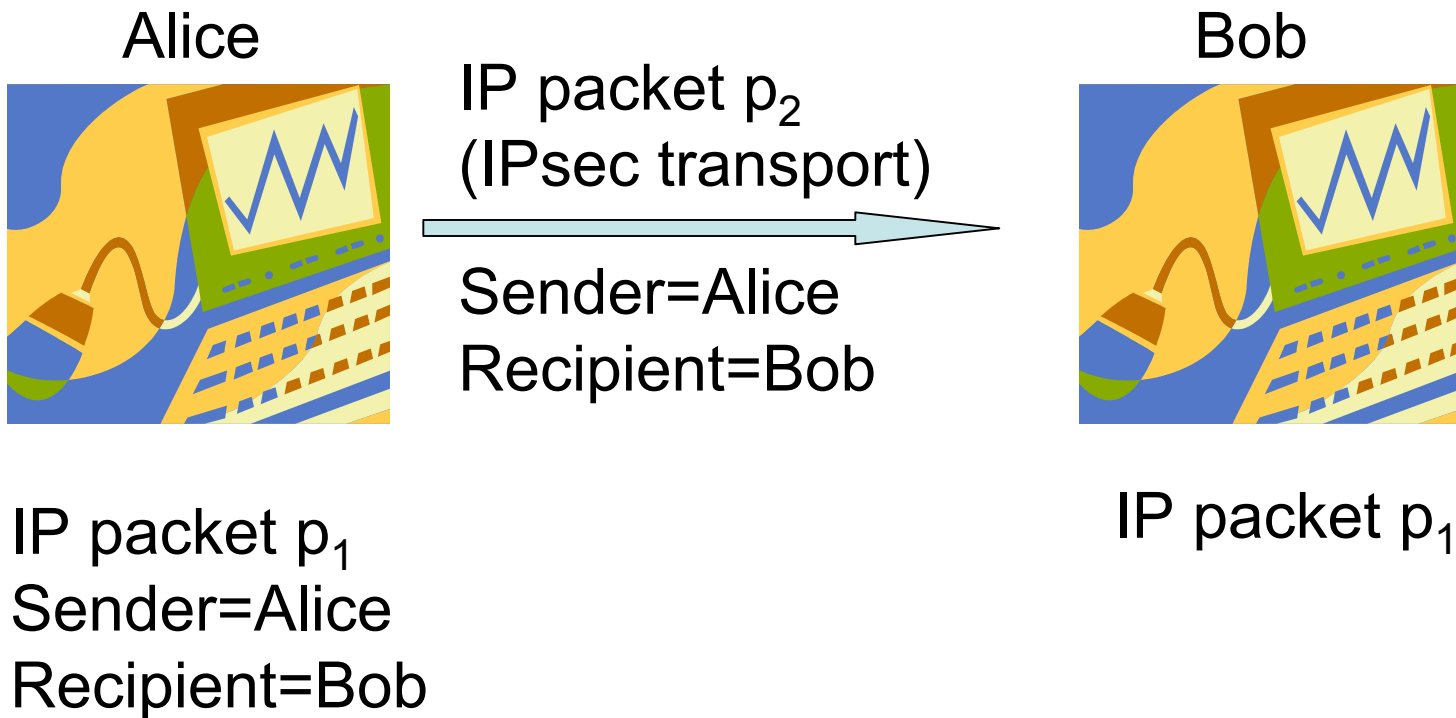 Alice
Bob
IP packet p₂
(IPsec transport)
Sender=Alice
Recipient=Bob
IP packet p₁
Sender=Alice
Recipient=Bob
IP packet p₁